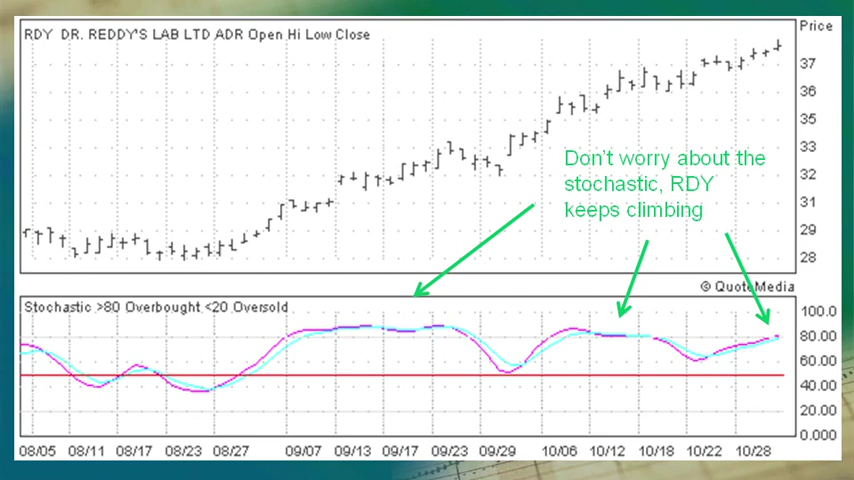 Price
RDY DR. REDDY'S LAB LTD ADR Open Hi Low Close
37
36
35
33
32
31
29
28
Don't worry about the
stochastic, RDY
keeps climbing
© QuoteMedia
Stochastic >80 Overbought <20 Oversold
100.0
80.00
60.00
40.00
20.00
0.000
08/05 08/11 08/17 08/23 08/27 09/07 09/13 09/17 09/23 09/29 10/06 10/12 10/18 10/22 10/28